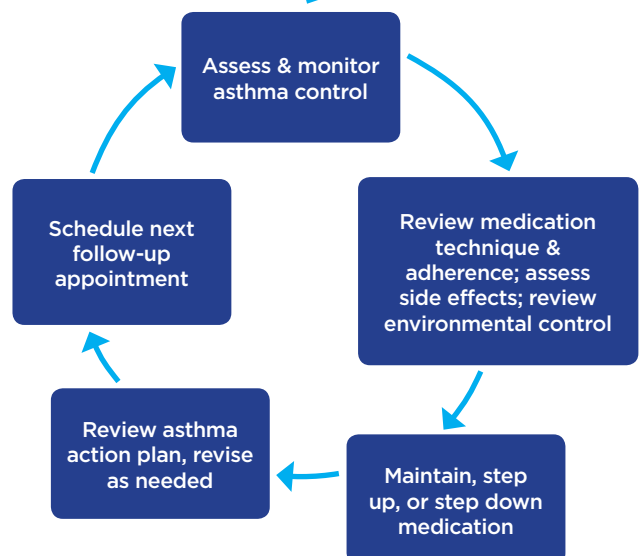 Assess & monitor
asthma control
Review medication
technique &
adherence; assess
side effects; review
environmental control
Maintain, step
up, or step down
medication
Review asthma
action plan, revise
as needed
Schedule next
follow-up
appointment